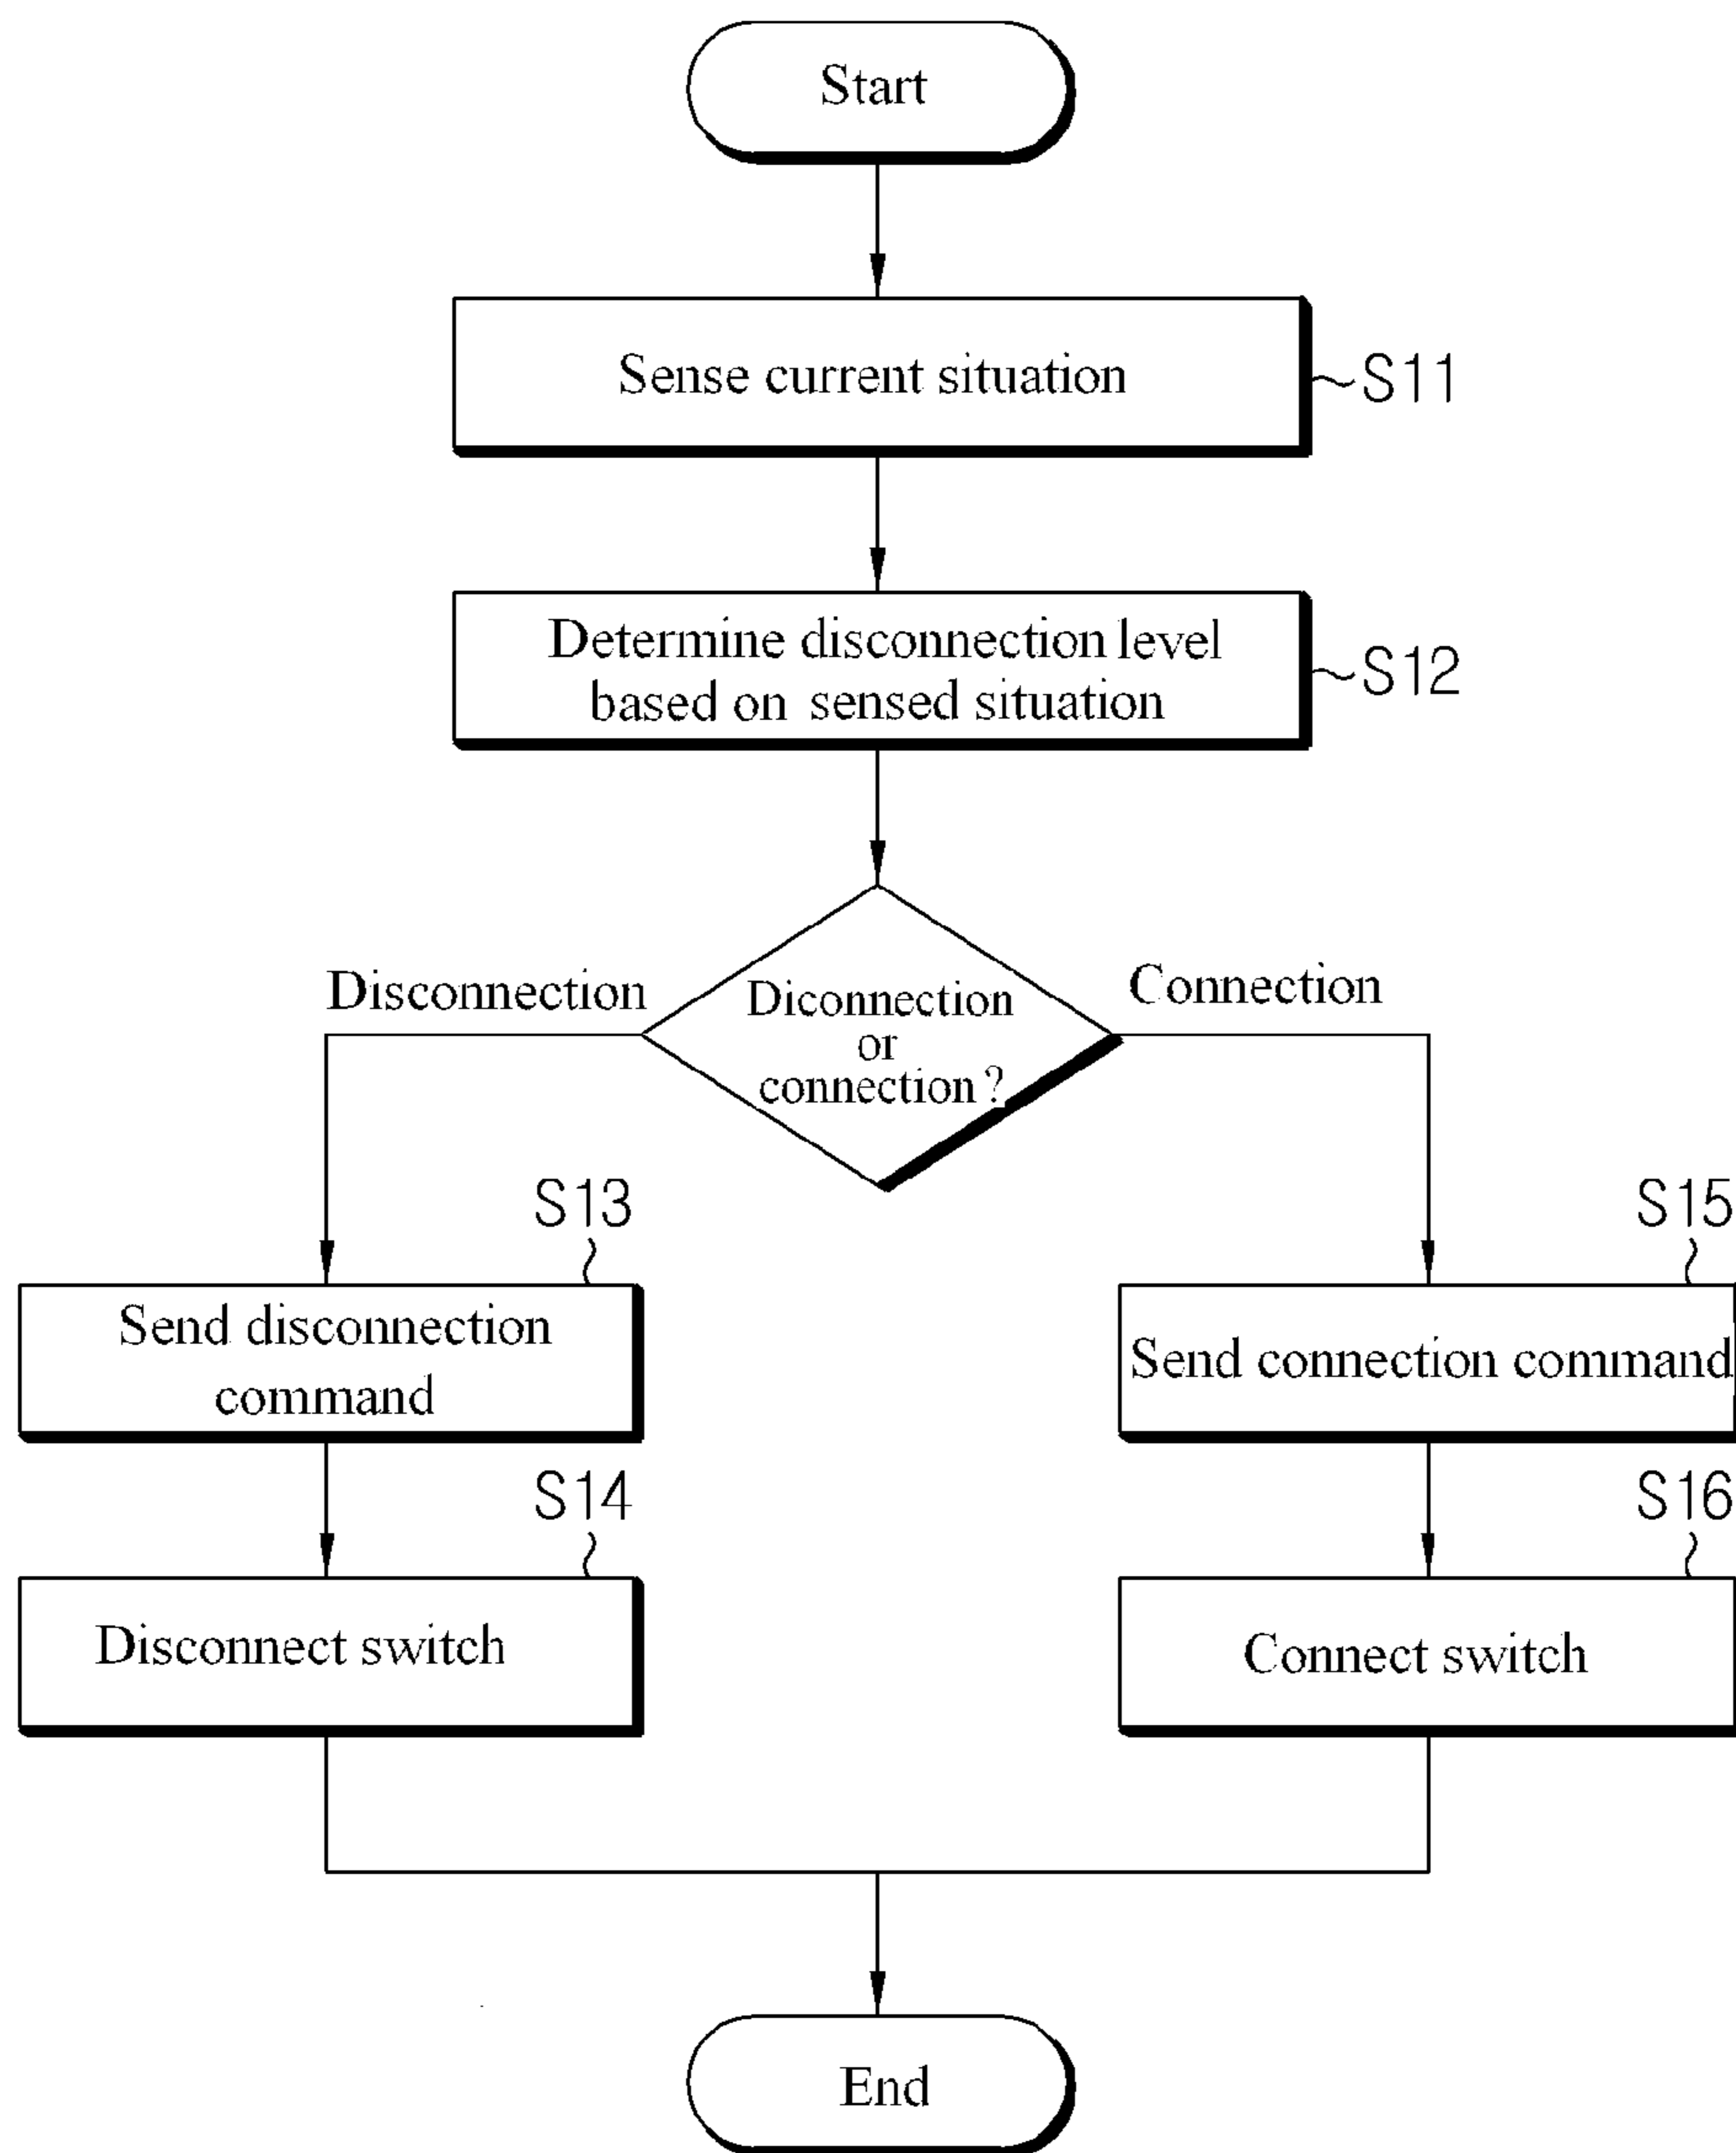 Start
Sense current situation
S11
Determine disconnection level
based on sensed situation
S12
Disconnection
Diconnection
or
connection ?
Connection
S13
Send disconnection
command
S15
Send connection command
S14
Disconnect switch
S16
Connect switch
End